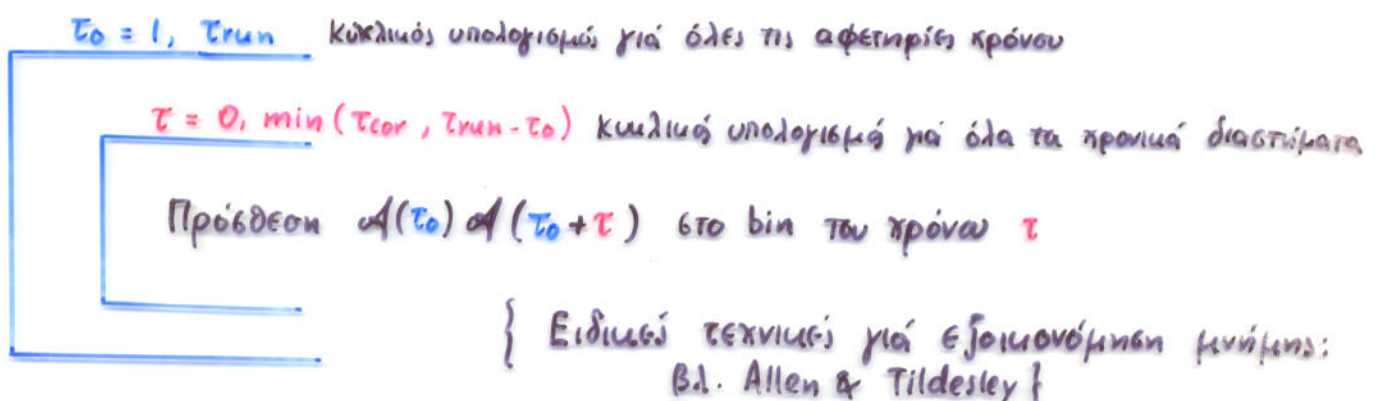 τ₀ = 1, τrun κυκλικός υπολογισμός γιά όλες τις αφετηρίες χρόνου
τ = 0, min (τcor, τrun - τ₀) κυκλικός υπολογισμός γιά όλα τα χρονικά διαστήματα
Πρόσθεση A(τ₀) A(τ₀ + τ) στο bin του χρόνου τ
{ Ειδικές τεχνικές γιά εξοικονόμηση μνήμης:
Βλ. Allen & Tildesley }